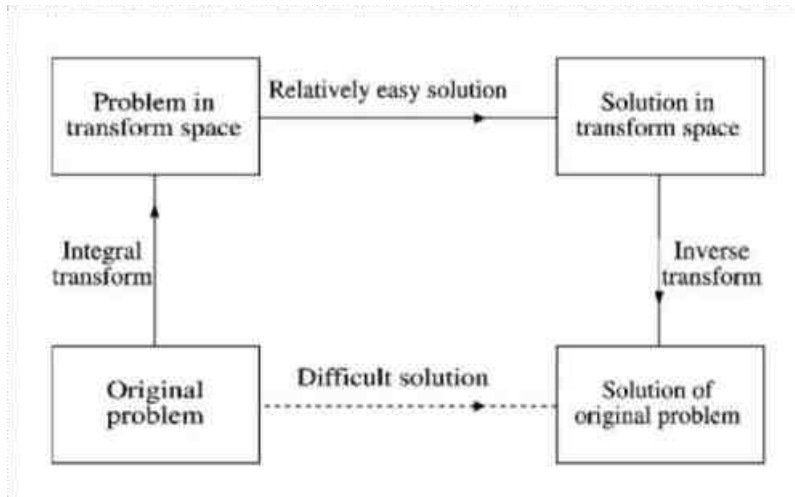 Problem in
transform space
Relatively easy solution
Solution in
transform space
Integral
transform
Inverse
transform
Original
problem
Difficult solution
Solution of
original problem